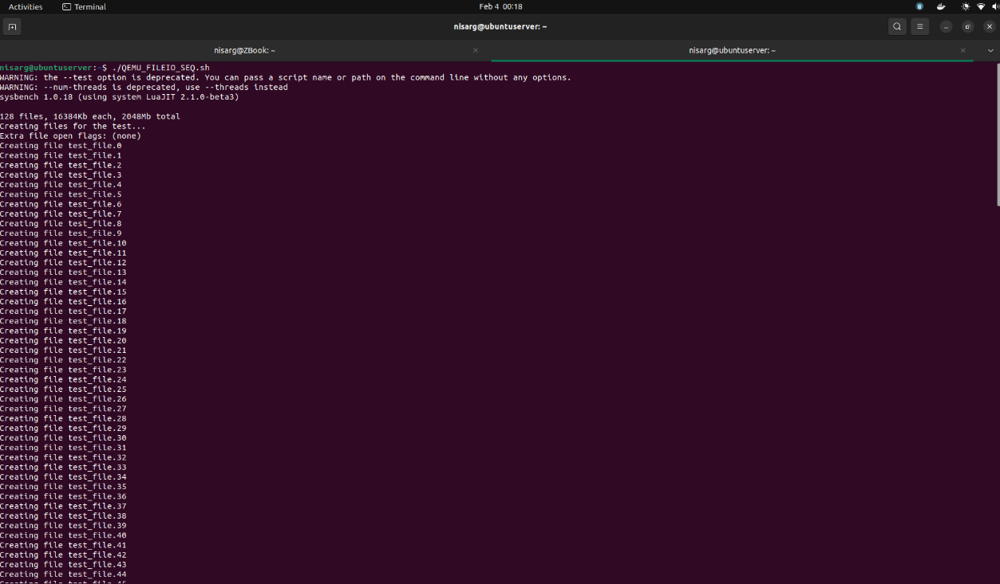 Activities
Terminal
Feb 4 00:18
nisarg@ubuntuserver: ~
nisarg@ZBook: ~
nisarg@ubuntuserver: ~
nisarg@ubuntuserver:~$ ./QEMU_FILEIO_SEQ.sh
WARNING: the --test option is deprecated. You can pass a script name or path on the command line without any options.
WARNING: --num-threads is deprecated, use --threads instead
sysbench 1.0.18 (using system LuaJIT 2.1.0-beta3)
128 files, 16384Kb each, 2048Mb total
Creating files for the test...
Extra file open flags: (none)
Creating file test_file.0
Creating file test_file.1
Creating file test_file.2
Creating file test_file.3
Creating file test_file.4
Creating file test_file.5
Creating file test_file.6
Creating file test_file.7
Creating file test_file.8
Creating file test_file.9
Creating file test_file.10
Creating file test_file.11
Creating file test_file.12
Creating file test_file.13
Creating file test_file.14
Creating file test_file.15
Creating file test_file.16
Creating file test_file.17
Creating file test_file.18
Creating file test_file.19
Creating file test_file.20
Creating file test_file.21
Creating file test_file.22
Creating file test_file.23
Creating file test_file.24
Creating file test_file.25
Creating file test_file.26
Creating file test_file.27
Creating file test_file.28
Creating file test_file.29
Creating file test_file.30
Creating file test_file.31
Creating file test_file.32
Creating file test_file.33
Creating file test_file.34
Creating file test_file.35
Creating file test_file.36
Creating file test_file.37
Creating file test_file.38
Creating file test_file.39
Creating file test_file.40
Creating file test_file.41
Creating file test_file.42
Creating file test_file.43
Creating file test_file.44
Creating file test_file.45